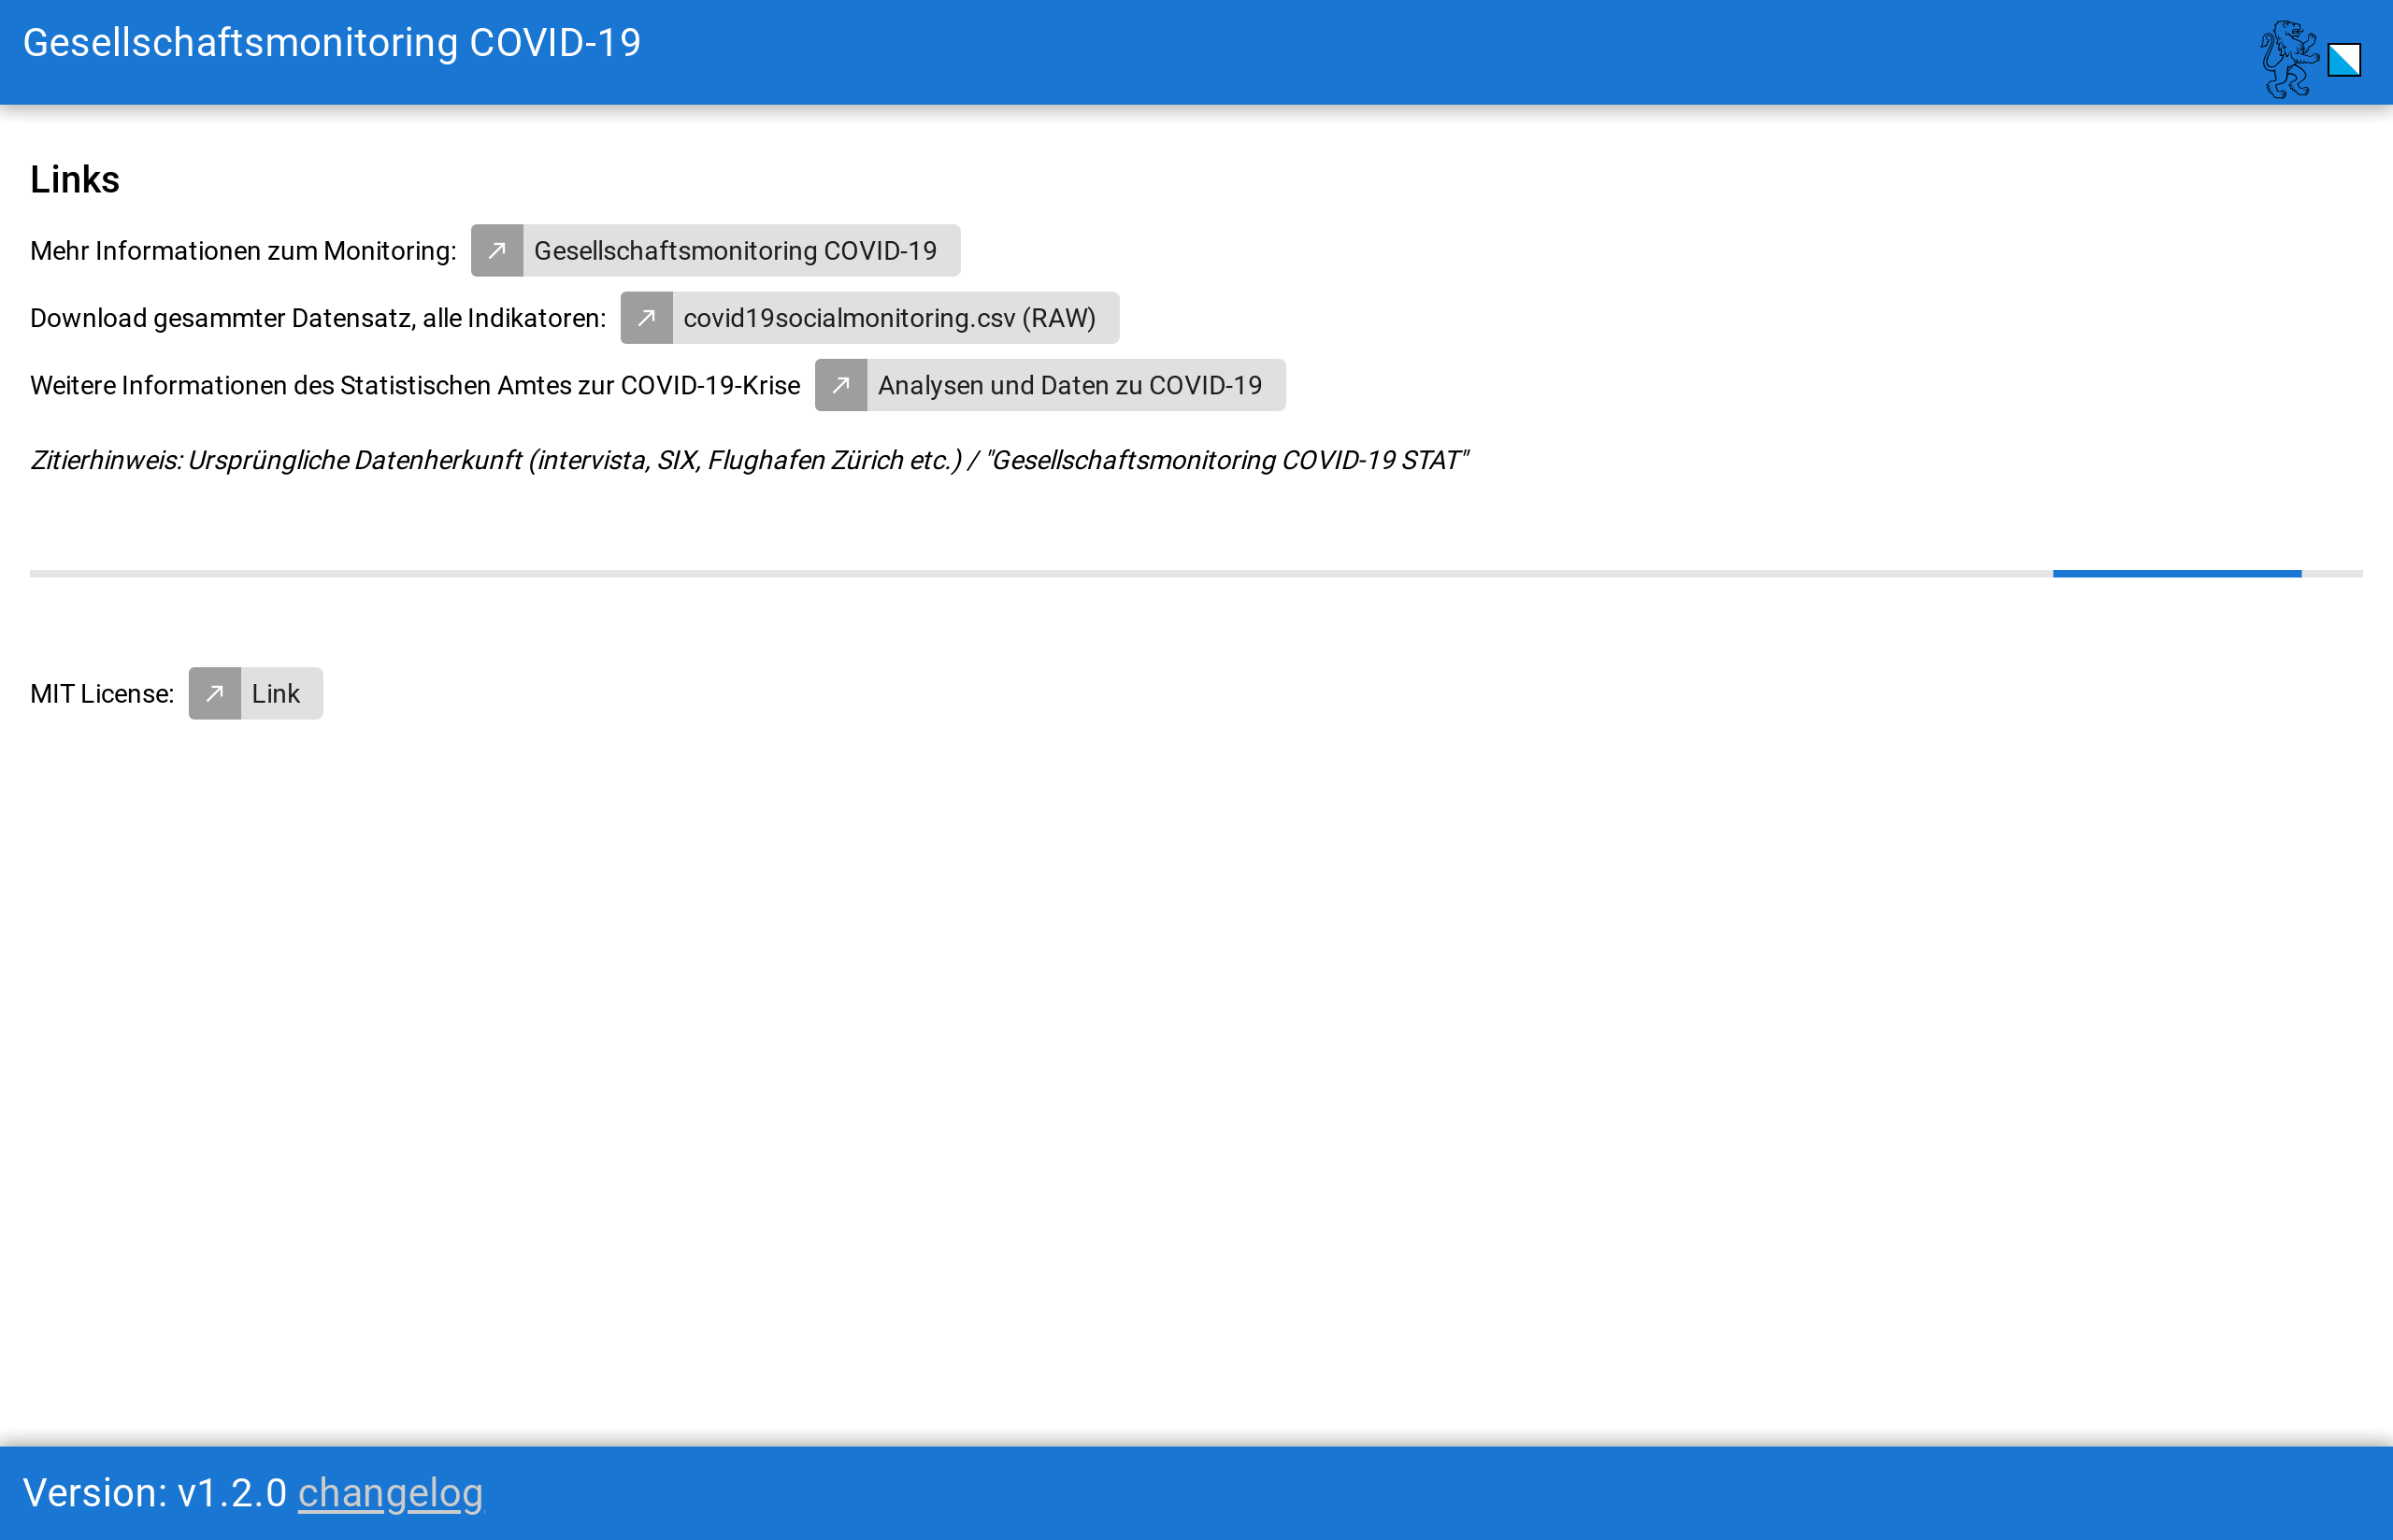 Gesellschaftsmonitoring COVID-19
Links
Mehr Informationen zum Monitoring: Gesellschaftsmonitoring COVID-19
Download gesammter Datensatz, alle Indikatoren: covid19socialmonitoring.csv (RAW)
Weitere Informationen des Statistischen Amtes zur COVID-19-Krise Analysen und Daten zu COVID-19
Zitierhinweis: Ursprüngliche Datenherkunft (intervista, SIX, Flughafen Zürich etc.) / "Gesellschaftsmonitoring COVID-19 STAT"
MIT License: Link
Version: v1.2.0 changelog